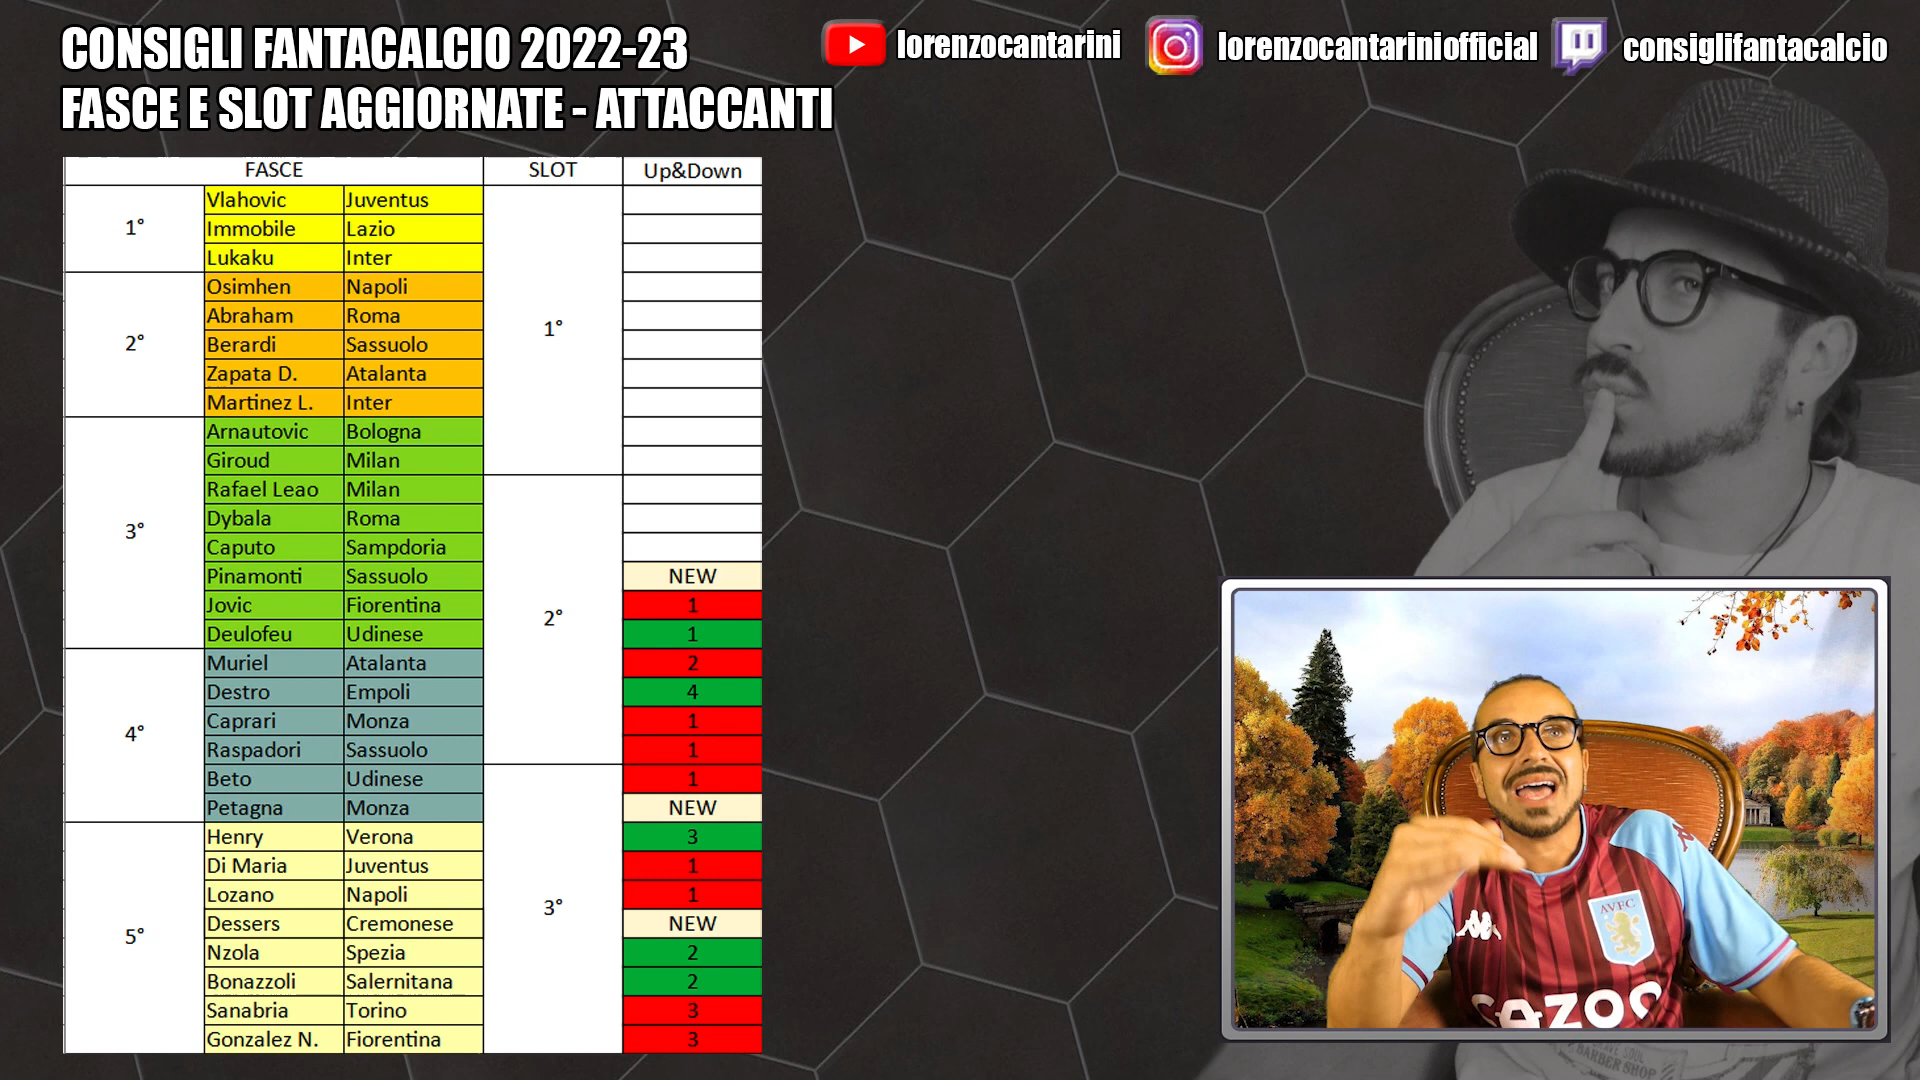 CONSIGLI FANTACALCIO 2022-23
FASCE E SLOT AGGIORNATE - ATTACCANTI
lorenzocantarini
lorenzocantariniofficial
consiglifantacalcio
FASCE SLOT Up&Down
1°
Vlahovic Juventus
Immobile Lazio
Lukaku Inter
2°
Osimhen Napoli
Abraham Roma
Berardi Sassuolo
Zapata D. Atalanta
Martinez L. Inter
1°
3°
Arnautovic Bologna
Giroud Milan
Rafael Leao Milan
Dybala Roma
Caputo Sampdoria
Pinamonti Sassuolo NEW
Jovic Fiorentina 1
Deulofeu Udinese 1
2°
4°
Muriel Atalanta 2
Destro Empoli 4
Caprari Monza 1
Raspadori Sassuolo 1
Beto Udinese 1
Petagna Monza NEW
5°
Henry Verona 3
Di Maria Juventus 1
Lozano Napoli 1
3°
Dessers Cremonese NEW
Nzola Spezia 2
Bonazzoli Salernitana 2
Sanabria Torino 3
Gonzalez N. Fiorentina 3
AVFC
CAZOO
BARBER SHOP